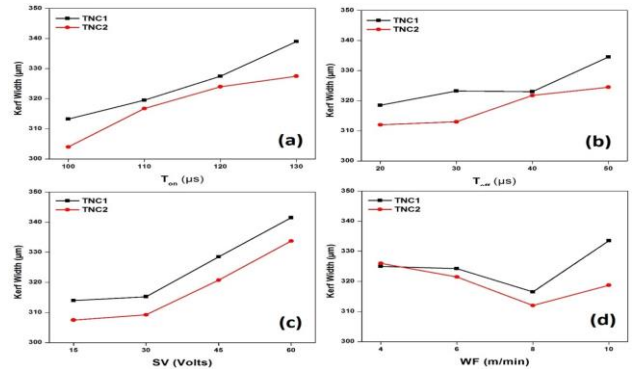 350
TNC1
TNC2
340
330
320
310
300
Kerf Width (µm)
(a)
100 110 120 130
T on (µs)
350
TNC1
TNC2
340
330
320
310
300
Kerf Width (µm)
(b)
20 30 40 50
T off (µs)
350
TNC1
TNC2
340
330
320
310
300
Kerf Width (µm)
(c)
15 30 45 60
SV (Volts)
350
TNC1
TNC2
340
330
320
310
300
Kerf Width (µm)
(d)
4 6 8 10
WF (m/min)